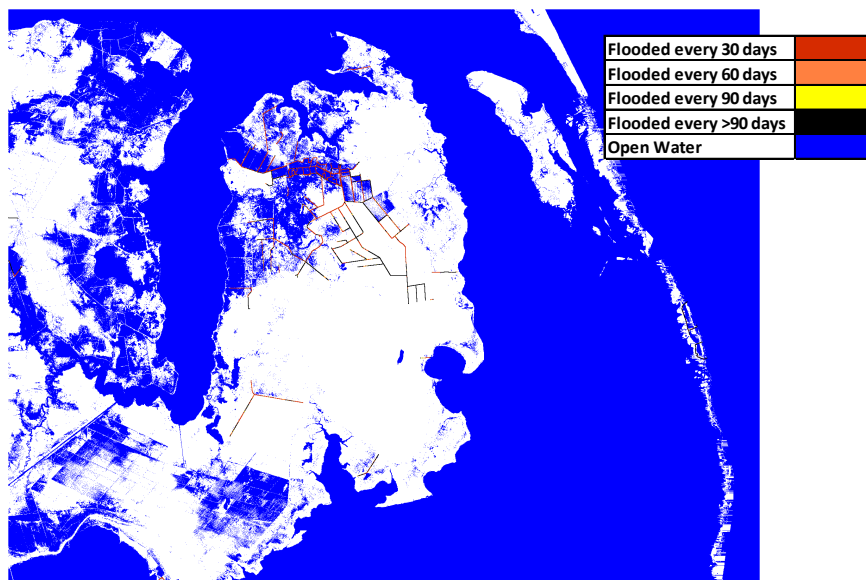 Flooded every 30 days
Flooded every 60 days
Flooded every 90 days
Flooded every >90 days
Open Water